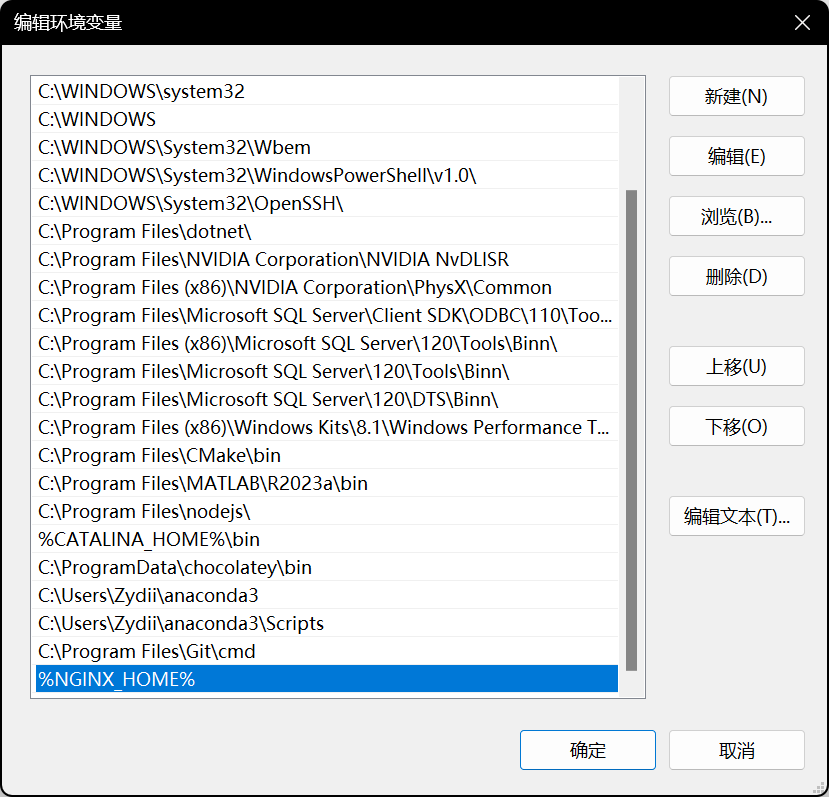 编辑环境变量
C:\WINDOWS\system32
C:\WINDOWS
C:\WINDOWS\System32\Wbem
C:\WINDOWS\System32\WindowsPowerShell\v1.0\
C:\WINDOWS\System32\OpenSSH\
C:\Program Files\dotnet\
C:\Program Files\NVIDIA Corporation\NVIDIA NvDLISR
C:\Program Files (x86)\NVIDIA Corporation\PhysX\Common
C:\Program Files\Microsoft SQL Server\Client SDK\ODBC\110\Too...
C:\Program Files (x86)\Microsoft SQL Server\120\Tools\Binn\
C:\Program Files\Microsoft SQL Server\120\Tools\Binn\
C:\Program Files\Microsoft SQL Server\120\DTS\Binn\
C:\Program Files (x86)\Windows Kits\8.1\Windows Performance T...
C:\Program Files\CMake\bin
C:\Program Files\MATLAB\R2023a\bin
C:\Program Files\nodejs\
%CATALINA_HOME%\bin
C:\ProgramData\chocolatey\bin
C:\Users\Zydii\anaconda3
C:\Users\Zydii\anaconda3\Scripts
C:\Program Files\Git\cmd
%NGINX_HOME%
新建(N)
编辑(E)
浏览(B)...
删除(D)
上移(U)
下移(O)
编辑文本(T)...
确定
取消